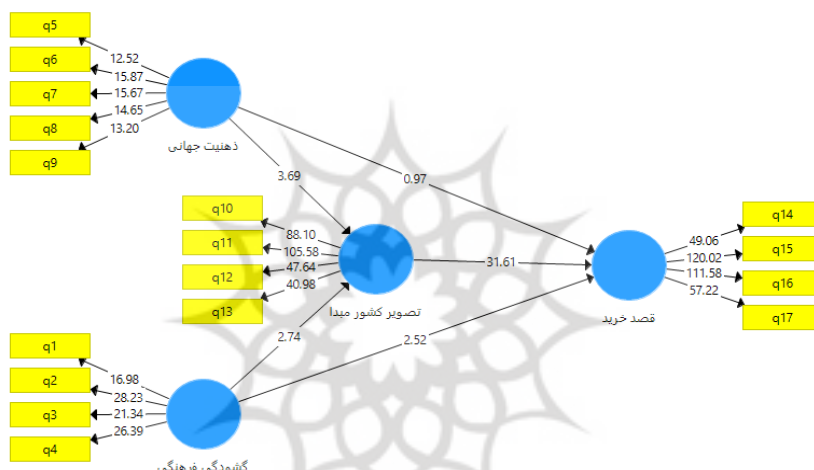 q5
q6
q7
q8
q9
12.52
15.87
15.67
14.65
13.20
ذهنیت جهانی
3.69
0.97
q10
q11
q12
q13
88.10
105.58
47.64
40.98
تصویر کشور مبدا
31.61
q14
q15
q16
q17
49.06
120.02
111.58
57.22
قصد خرید
2.74
2.52
q1
q2
q3
q4
16.98
28.23
21.34
26.39
گشودگی فرهنگی